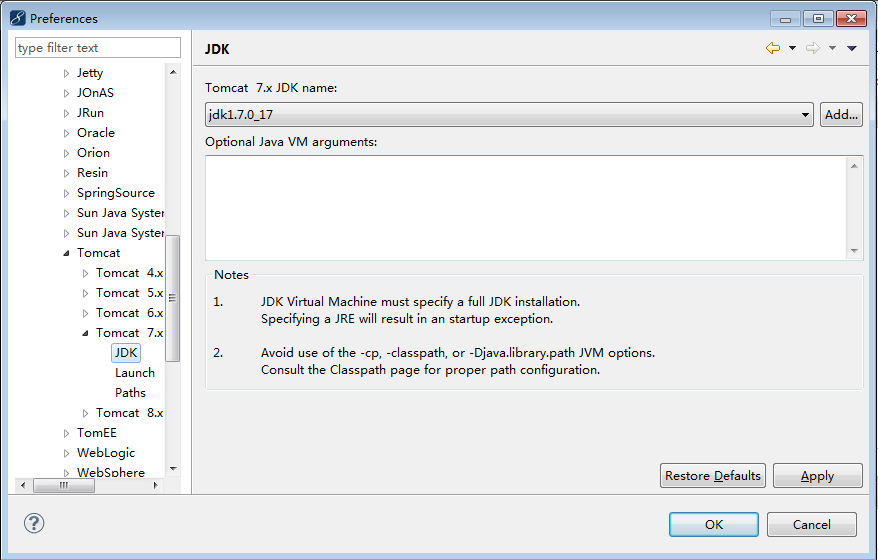 Preferences
type filter text
Jetty
JOnAS
JRun
Oracle
Orion
Resin
SpringSource
Sun Java Syster
Sun Java Syster
Tomcat
Tomcat 4.x
Tomcat 5.x
Tomcat 6.x
Tomcat 7.x
JDK
Launch
Paths
Tomcat 8.x
TomEE
WebLogic
WebSphere
JDK
Tomcat 7.x JDK name:
jdk1.7.0_17
Add...
Optional Java VM arguments:
Notes
1. JDK Virtual Machine must specify a full JDK installation.
Specifying a JRE will result in an startup exception.
2. Avoid use of the -cp, -classpath, or -Djava.library.path JVM options.
Consult the Classpath page for proper path configuration.
Restore Defaults Apply
? OK Cancel